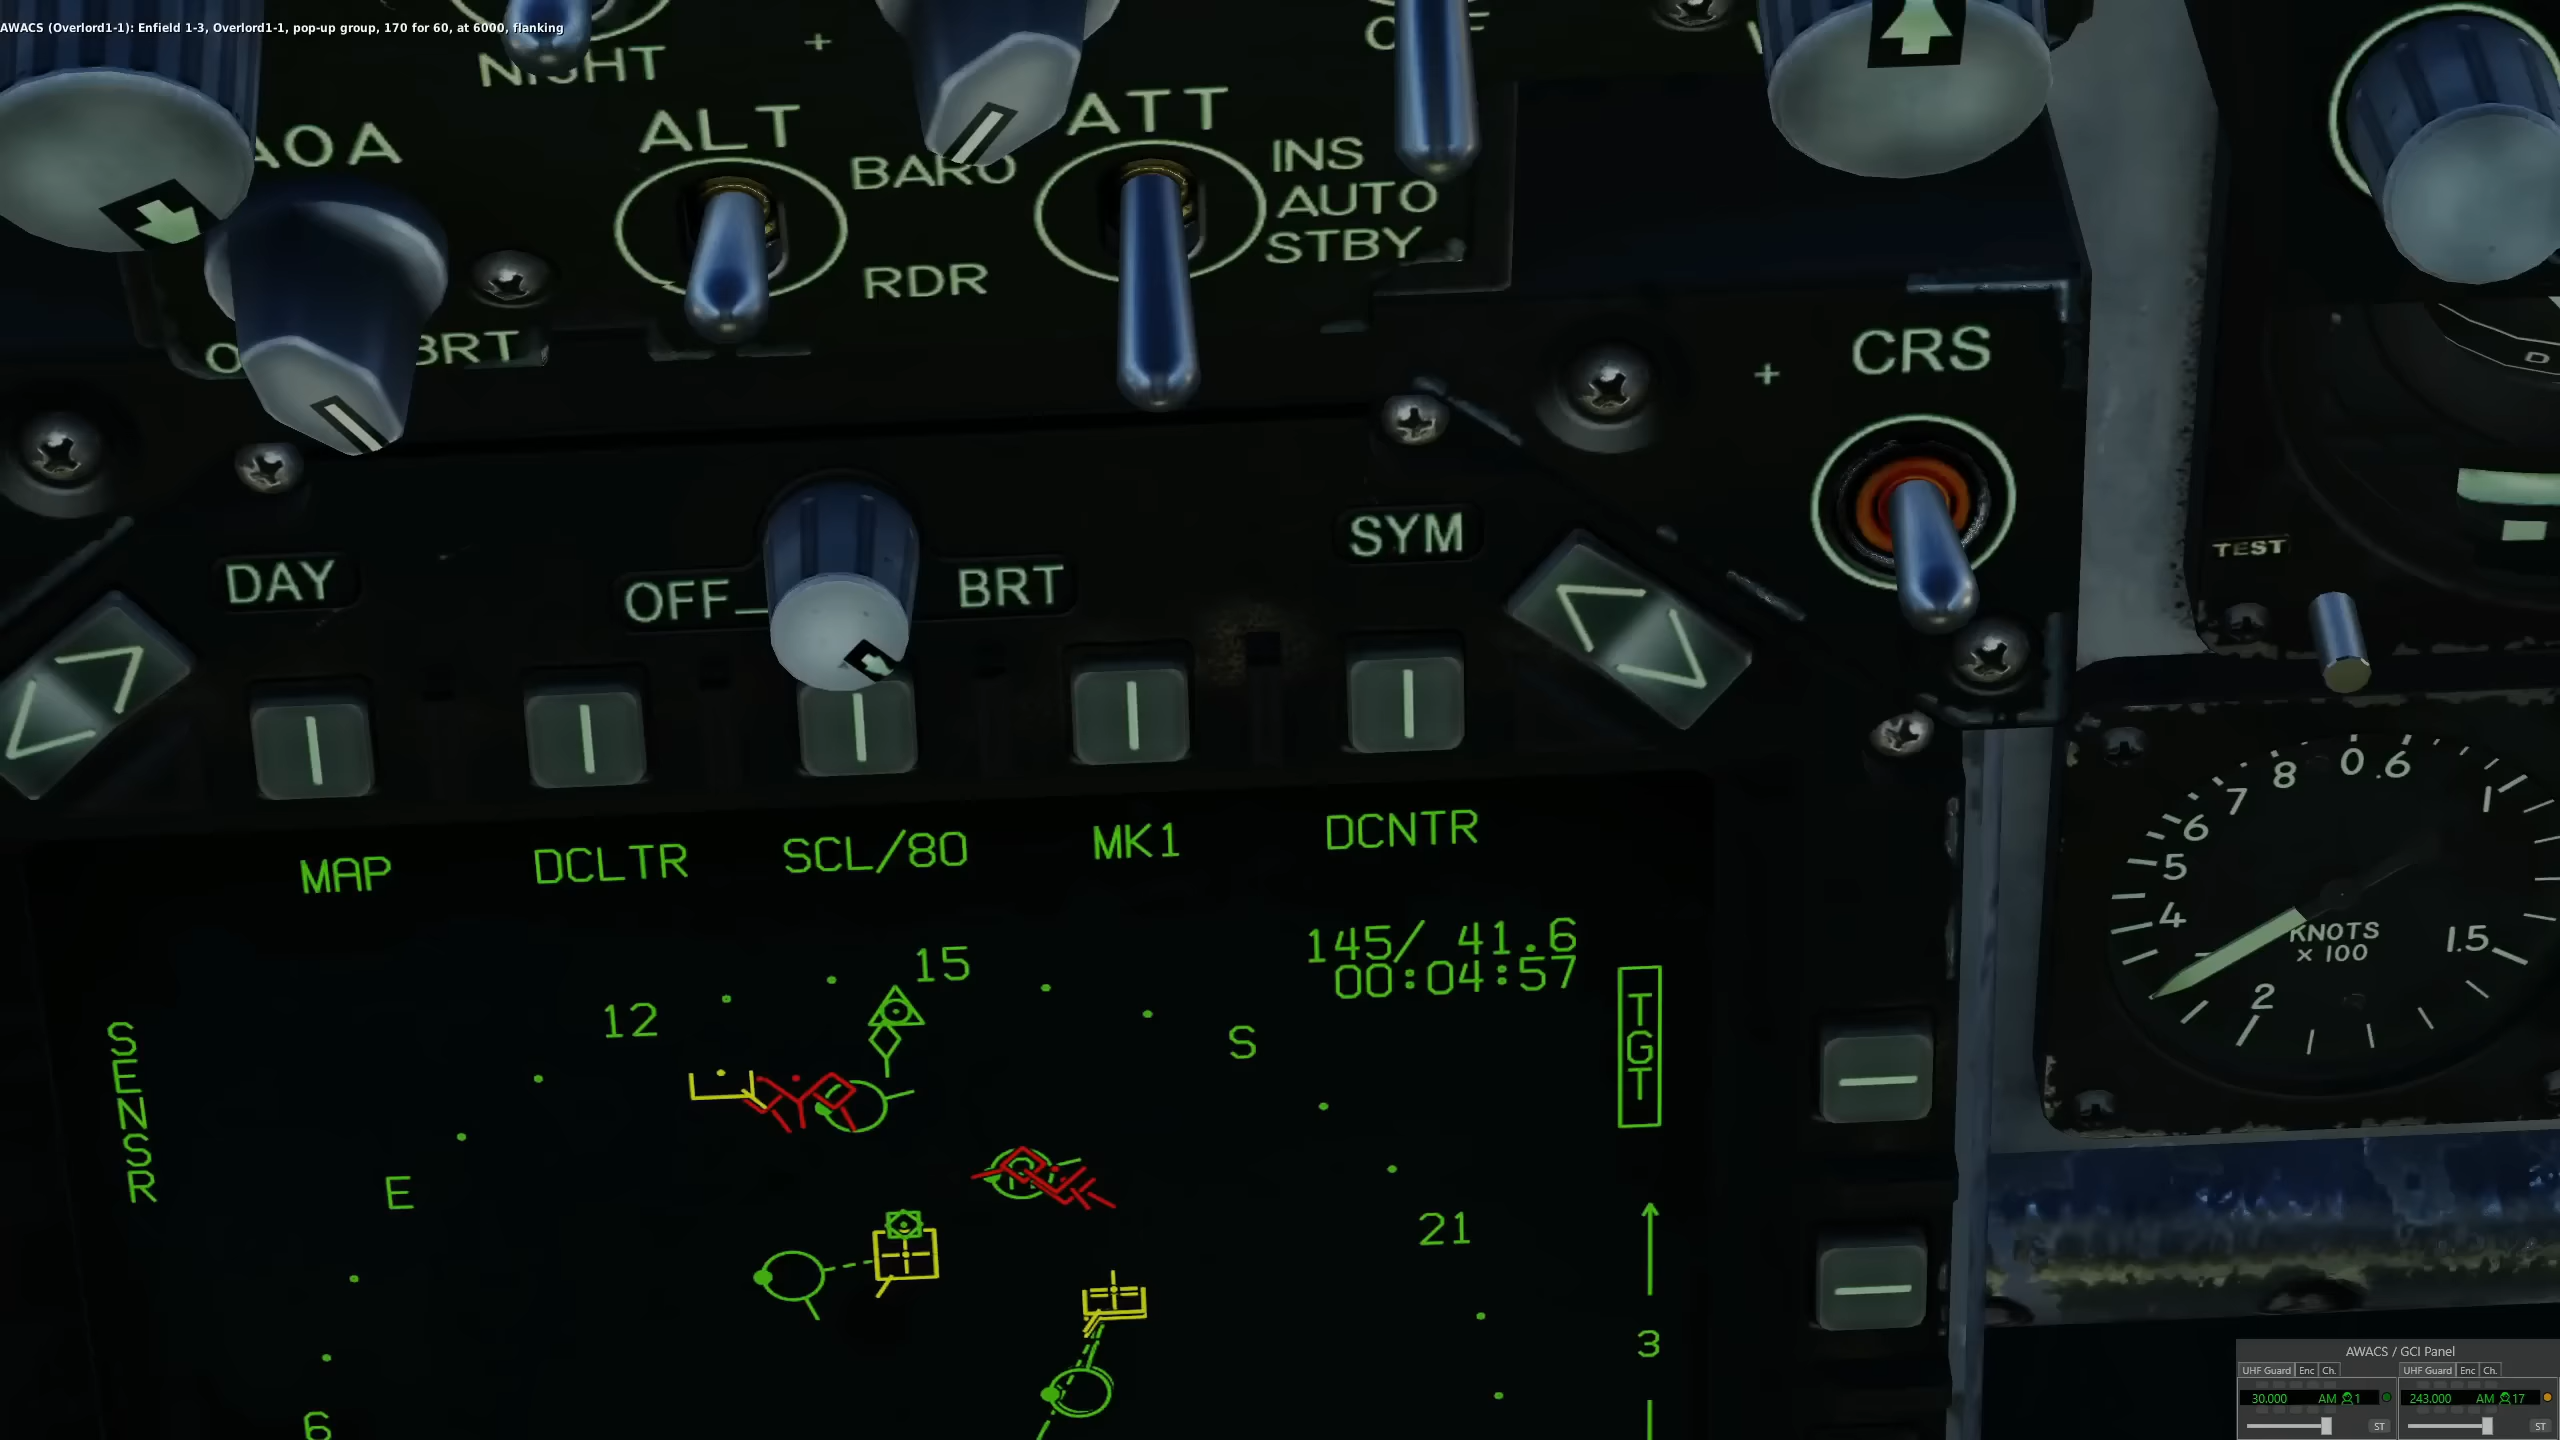 AWACS (Overlord1-1): Enfield 1-3, Overlord1-1, pop-up group, 170 for 60, at 6000, flanking
NIGHT
+
AOA
ALT
BARO
RDR
ATT
INS
AUTO
STBY
BRT
+
CRS
DAY
OFF
BRT
SYM
TEST
MAP
DCLTR
SCL/80
MK1
DCNTR
8
0
.6
7
1
6
5
4
KNOTS
X 100
1.5
2
145/ 41.6
00:04:57
15
12
S
TGT
SENSR
E
21
3
6
AWACS / GCI Panel
UHF Guard Enc Ch.
UHF Guard Enc Ch.
30.000 AM 1
243.000 AM 17
ST
ST